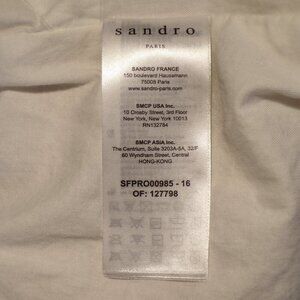 sandro
PARIS
SANDRO FRANCE
150 boulevard Haussmann
75008 Paris
www.sandro-paris.com
SMCP USA Inc.
10 Crosby Street, 3rd Floor
New York, New York 10013
RN132784
SMCP ASIA Inc.
The Centrium, Suite 3203A-5A, 32/F
60 Wyndham Street, Central
HONG-KONG
SFPRO00985 - 16
OF: 127798